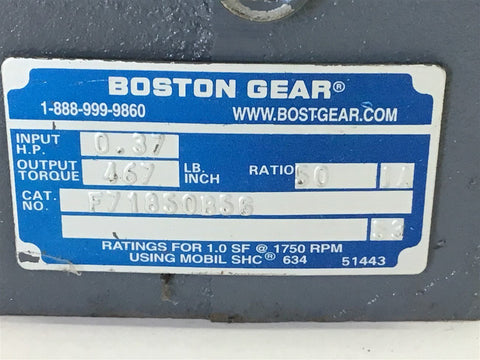 BOSTON GEAR®
1-888-999-9860 WWW.BOSTGEAR.COM
INPUT H.P. 0.37
OUTPUT TORQUE 467 LB. INCH RATIO 50
CAT. NO.
RATINGS FOR 1.0 SF @ 1750 RPM
USING MOBIL SHC® 634 51443